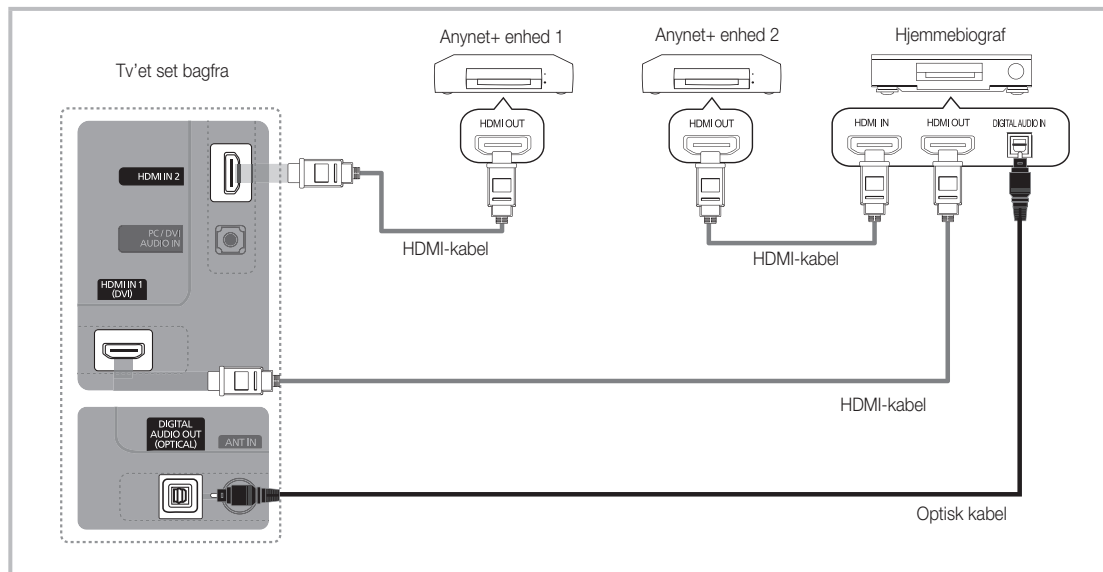 Anynet+ enhed 1
Anynet+ enhed 2
Hjemmebiograf
Tv'et set bagfra
HDMI OUT
HDMI OUT
HDMI IN
HDMI OUT
DIGITAL AUDIO IN
HDMI IN 2
PC / DVI
AUDIO IN
HDMI-kabel
HDMI-kabel
HDMI IN 1
(DVI)
HDMI-kabel
DIGITAL
AUDIO OUT
(OPTICAL)
ANT IN
Optisk kabel